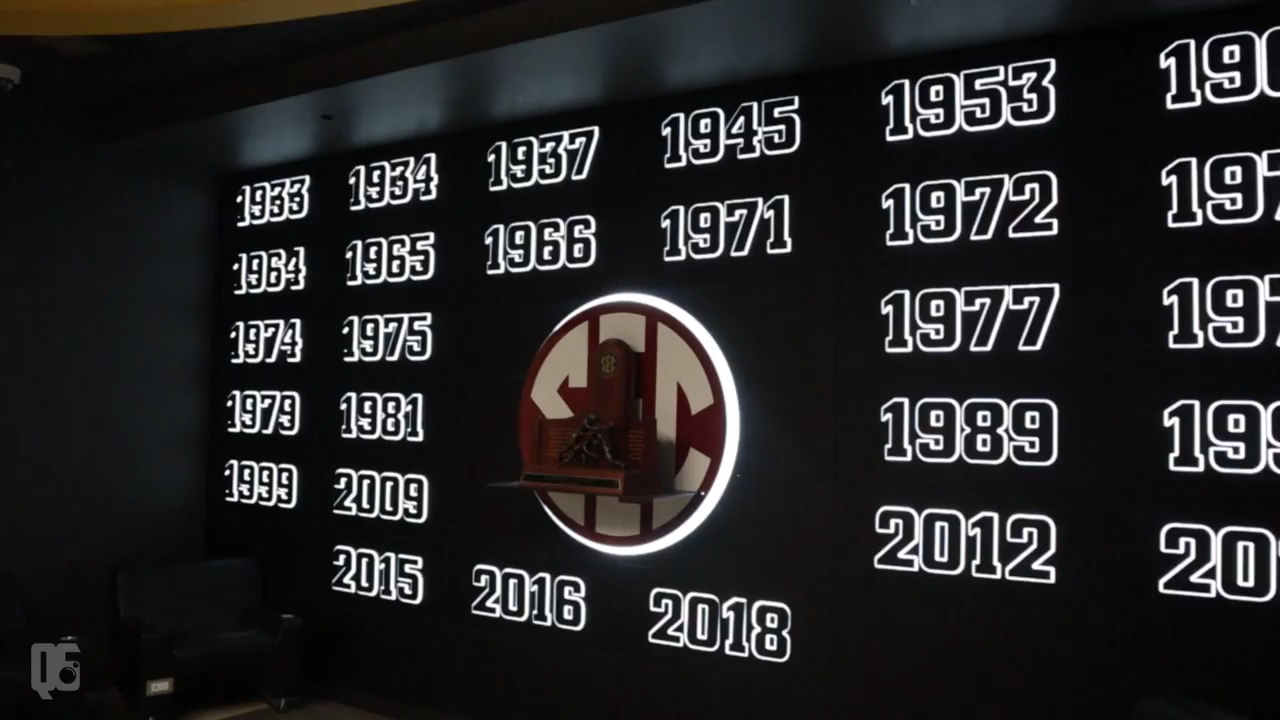 1933 1934 1937 1945 1953
1964 1965 1966 1971 1972
1974 1975 1977
SEC
1979 1981 1989
1999 2009 2012
2015 2016 2018
Q6